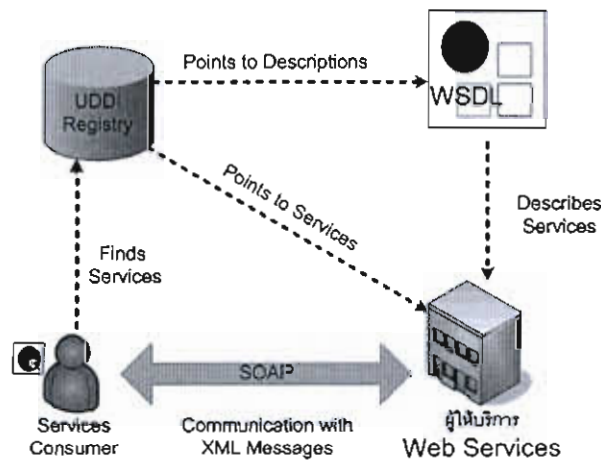 Points to Descriptions
UDDI
Registry
WSDL
Points to Services
Describes
Services
Finds
Services
SOAP
Services
Consumer
Communication with
XML Messages
ผู้ให้บริการ
Web Services